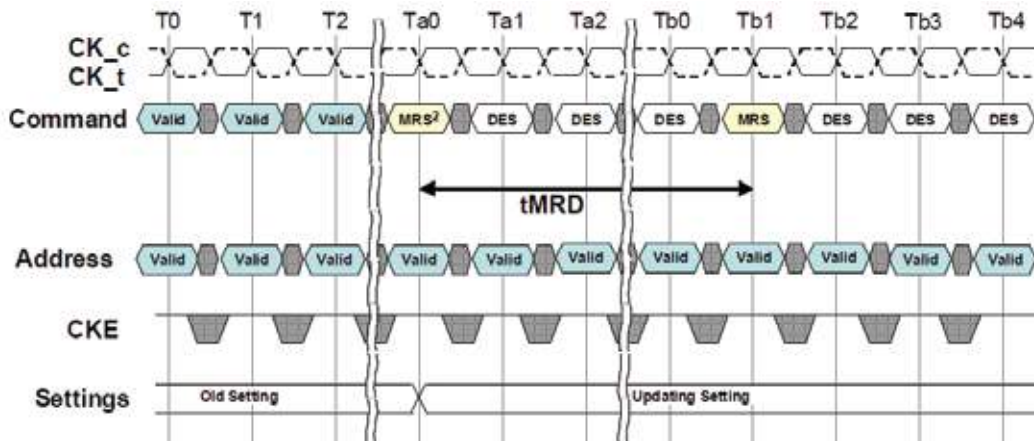 T0 T1 T2 Ta0 Ta1 Ta2 Tb0 Tb1 Tb2 Tb3 Tb4
CK_c
CK_t
Command Valid Valid Valid MRS² DES DES DES MRS DES DES DES
tMRD
Address Valid Valid Valid Valid Valid Valid Valid Valid Valid Valid Valid
CKE
Settings Old Setting Updating Setting